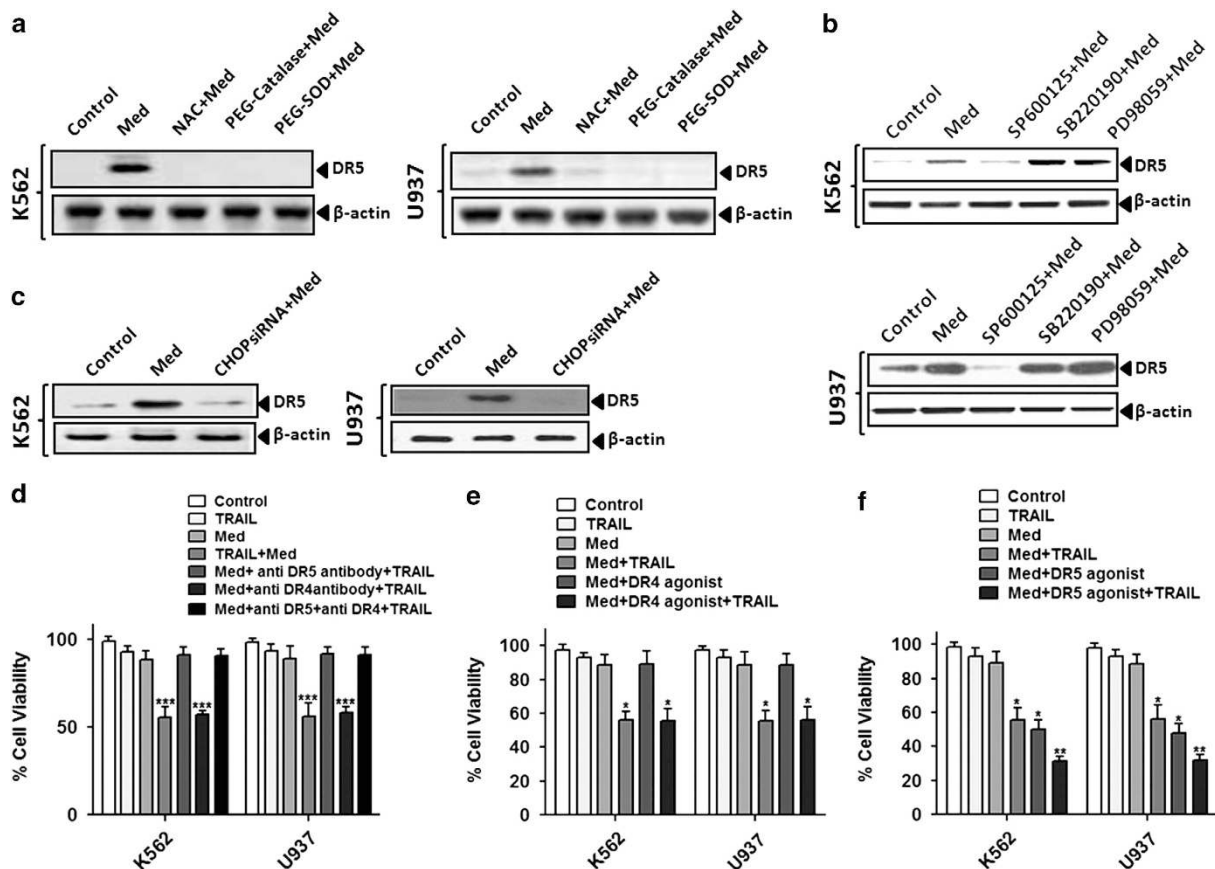 a
Control
Med
NAC+Med
PEG-Catalase+Med
PEG-SOD+Med
K562
DR5
β-actin
Control
Med
NAC+Med
PEG-Catalase+Med
PEG-SOD+Med
U937
DR5
β-actin
b
Control
Med
SP600125+Med
SB220190+Med
PD98059+Med
K562
DR5
β-actin
Control
Med
SP600125+Med
SB220190+Med
PD98059+Med
U937
DR5
β-actin
c
Control
Med
CHOPsiRNA+Med
K562
DR5
β-actin
Control
Med
CHOPsiRNA+Med
U937
DR5
β-actin
d
Control
TRAIL
Med
TRAIL+Med
Med+ anti DR5 antibody+TRAIL
Med+anti DR4antibody+TRAIL
Med+anti DR5+anti DR4+TRAIL
% Cell Viability
100
50
0
*** *** *** ***
K562
U937
e
Control
TRAIL
Med
Med+TRAIL
Med+DR4 agonist
Med+DR4 agonist+TRAIL
% Cell Viability
100
80
60
40
20
0
* * * *
K562
U937
f
Control
TRAIL
Med
Med+TRAIL
Med+DR5 agonist
Med+DR5 agonist+TRAIL
% Cell Viability
100
80
60
40
20
0
* * ** * * **
K562
U937